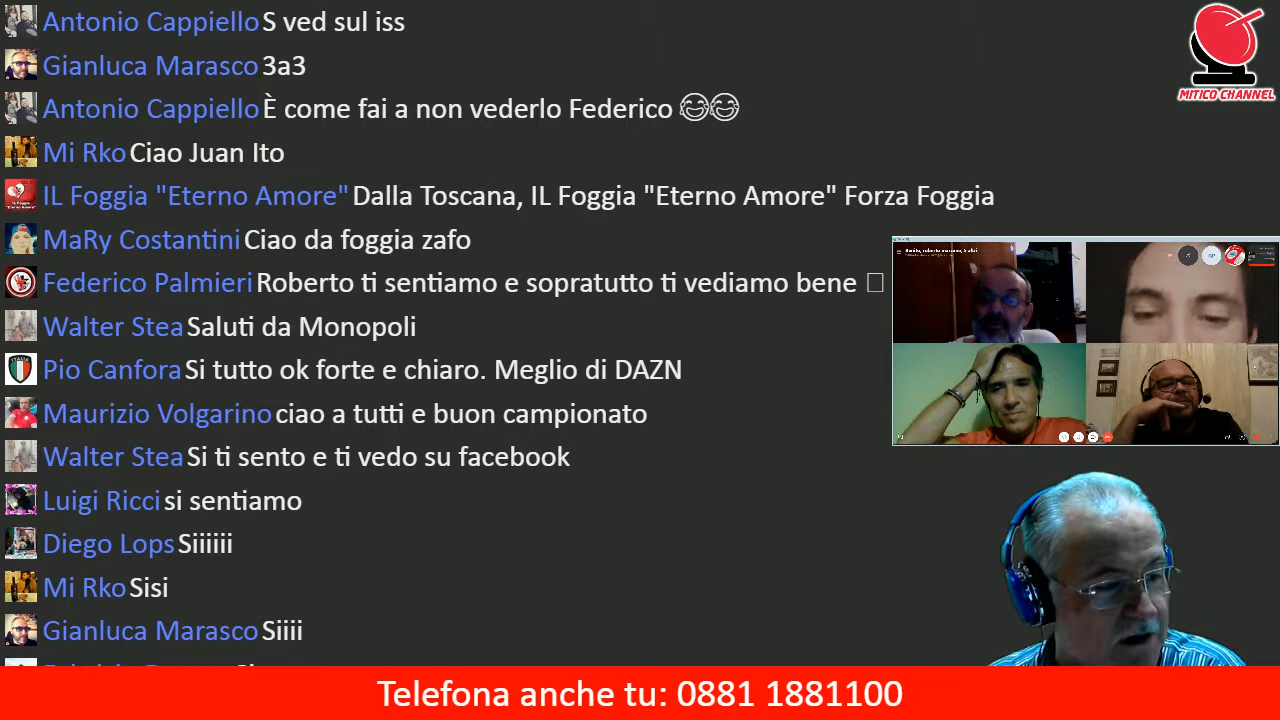 Antonio Cappiello S ved sul iss
Gianluca Marasco 3a3
Antonio Cappiello È come fai a non vederlo Federico 😂😂
Mi Rko Ciao Juan Ito
IL Foggia "Eterno Amore" Dalla Toscana, IL Foggia "Eterno Amore" Forza Foggia
MaRy Costantini Ciao da foggia zafo
Federico Palmieri Roberto ti sentiamo e sopratutto ti vediamo bene
Walter Stea Saluti da Monopoli
Pio Canfora Si tutto ok forte e chiaro. Meglio di DAZN
Maurizio Volgarino ciao a tutti e buon campionato
Walter Stea Si ti sento e ti vedo su facebook
Luigi Ricci si sentiamo
Diego Lops Siiiiii
Mi Rko Sisi
Gianluca Marasco Siiii
MITICO CHANNEL
Telefona anche tu: 0881 1881100